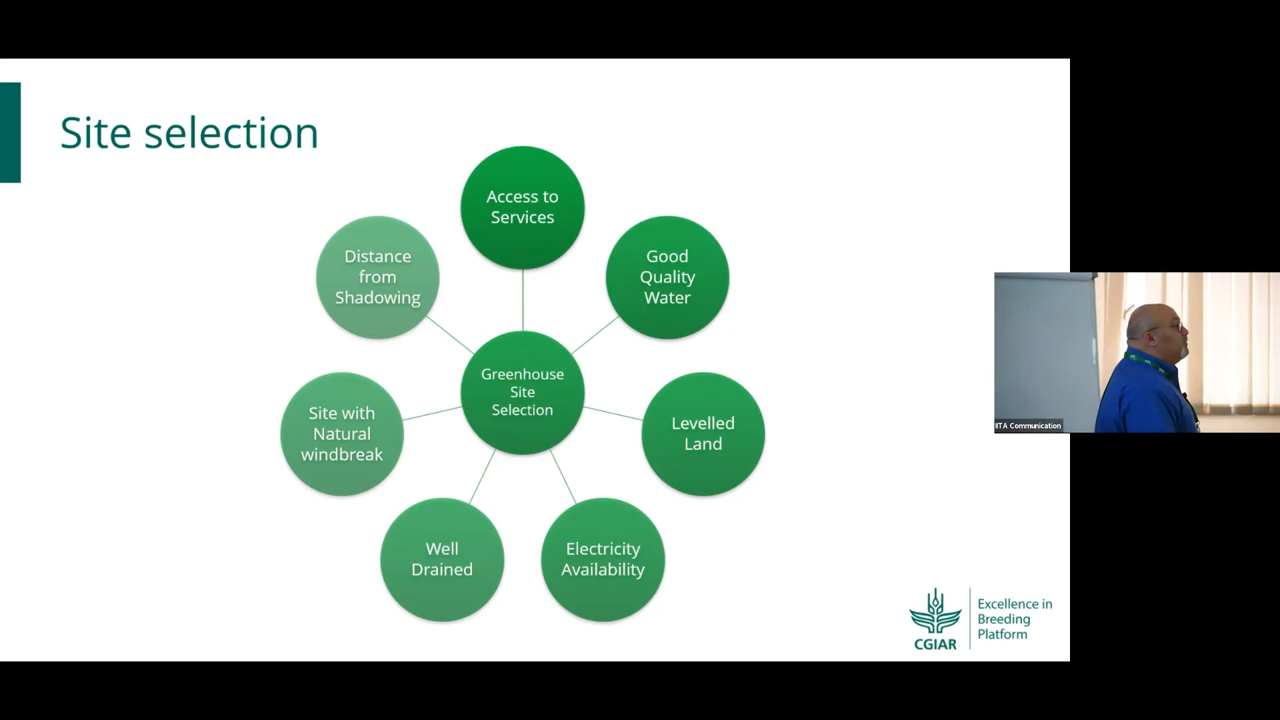 Site selection
Access to
Services
Good
Quality
Water
Levelled
Land
Electricity
Availability
Well
Drained
Site with
Natural
windbreak
Distance
from
Shadowing
Greenhouse
Site
Selection
IITA Communication
CGIAR
Excellence in
Breeding
Platform